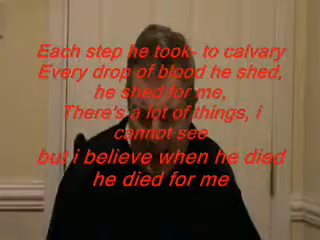 Each step he took- to calvary
Every drop of blood he shed,
he shed for me,
There's a lot of things, i
cannot see
but i believe when he died
he died for me